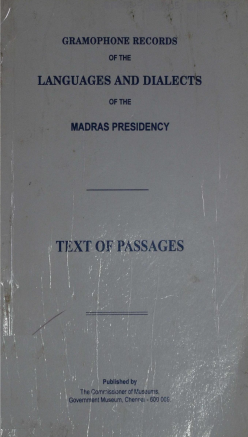 GRAMOPHONE RECORDS
OF THE
LANGUAGES AND DIALECTS
OF THE
MADRAS PRESIDENCY
TEXT OF PASSAGES
Published by
The Commissioner of Museums,
Government Museum, Chennai - 600 008.